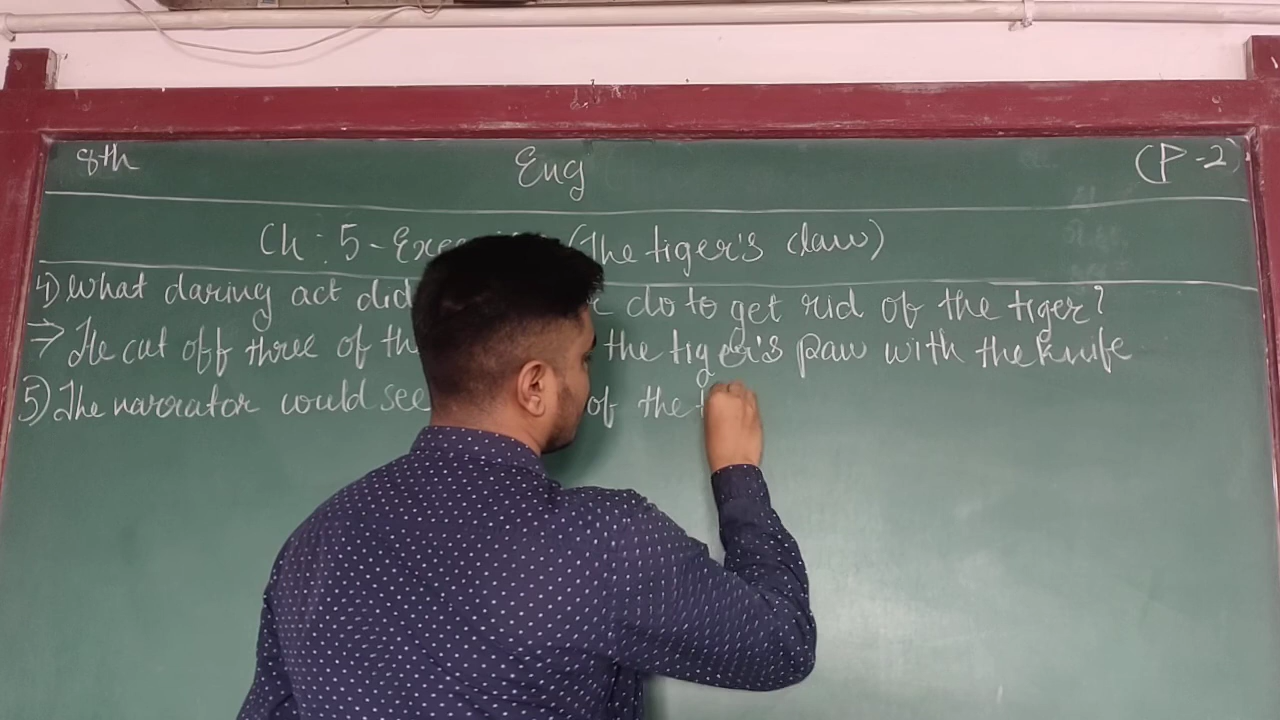 8th Eng (P-2)
Ch : 5 - (The tiger's claw)
4) What daring act did do to get rid of the tiger?
⇒ He cut off three of the tiger's paw with the knife
5) The narrator could see of the